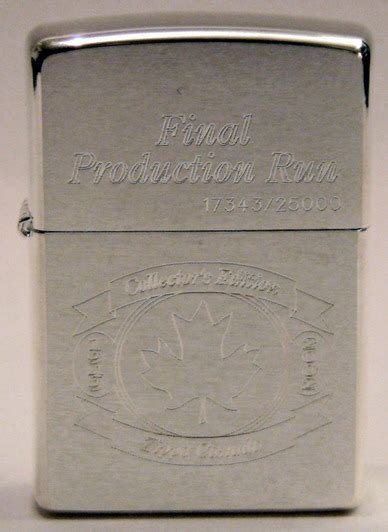 Final
Production Run
17343/25000
Collector's Edition
Zippo Canada